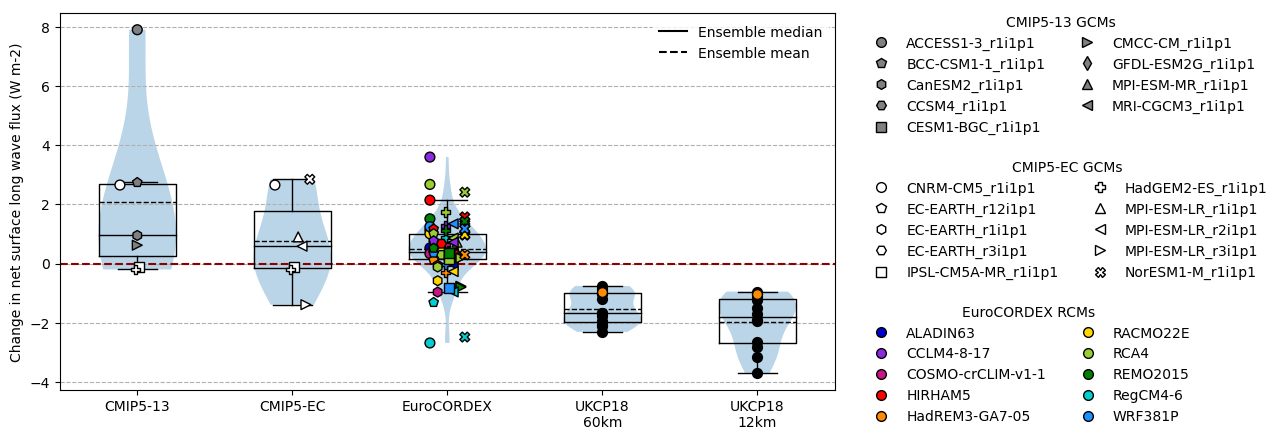 Change in net surface long wave flux (W m-2)
8
6
4
2
0
−2
−4
Ensemble median
Ensemble mean
CMIP5-13
CMIP5-EC
EuroCORDEX
UKCP18
60km
UKCP18
12km
CMIP5-13 GCMs
ACCESS1-3_r1i1p1
BCC-CSM1-1_r1i1p1
CanESM2_r1i1p1
CCSM4_r1i1p1
CESM1-BGC_r1i1p1
CMCC-CM_r1i1p1
GFDL-ESM2G_r1i1p1
MPI-ESM-MR_r1i1p1
MRI-CGCM3_r1i1p1
CMIP5-EC GCMs
CNRM-CM5_r1i1p1
EC-EARTH_r12i1p1
EC-EARTH_r1i1p1
EC-EARTH_r3i1p1
IPSL-CM5A-MR_r1i1p1
HadGEM2-ES_r1i1p1
MPI-ESM-LR_r1i1p1
MPI-ESM-LR_r2i1p1
MPI-ESM-LR_r3i1p1
NorESM1-M_r1i1p1
EuroCORDEX RCMs
ALADIN63
CCLM4-8-17
COSMO-crCLIM-v1-1
HIRHAM5
HadREM3-GA7-05
RACMO22E
RCA4
REMO2015
RegCM4-6
WRF381P